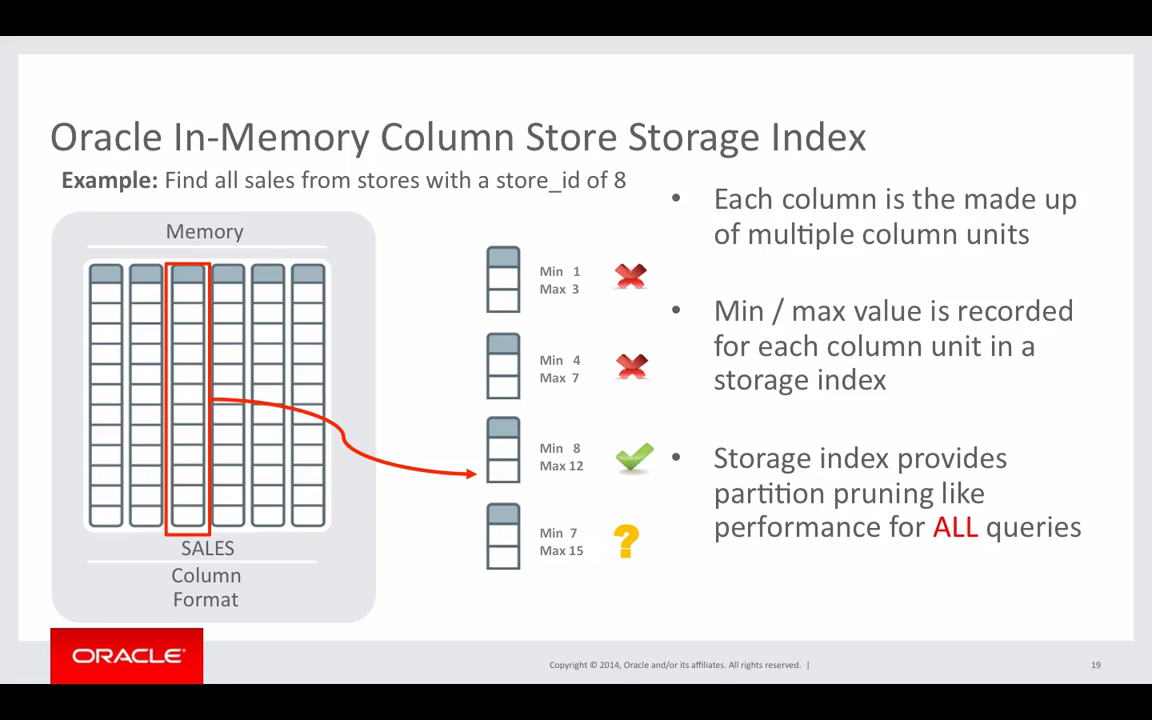 Oracle In-Memory Column Store Storage Index
Example: Find all sales from stores with a store_id of 8
Memory
SALES
Column
Format
Min 1
Max 3
Min 4
Max 7
Min 8
Max 12
Min 7
Max 15
?
• Each column is the made up
of multiple column units
• Min / max value is recorded
for each column unit in a
storage index
• Storage index provides
partition pruning like
performance for ALL queries
ORACLE®
Copyright © 2014, Oracle and/or its affiliates. All rights reserved. |
19